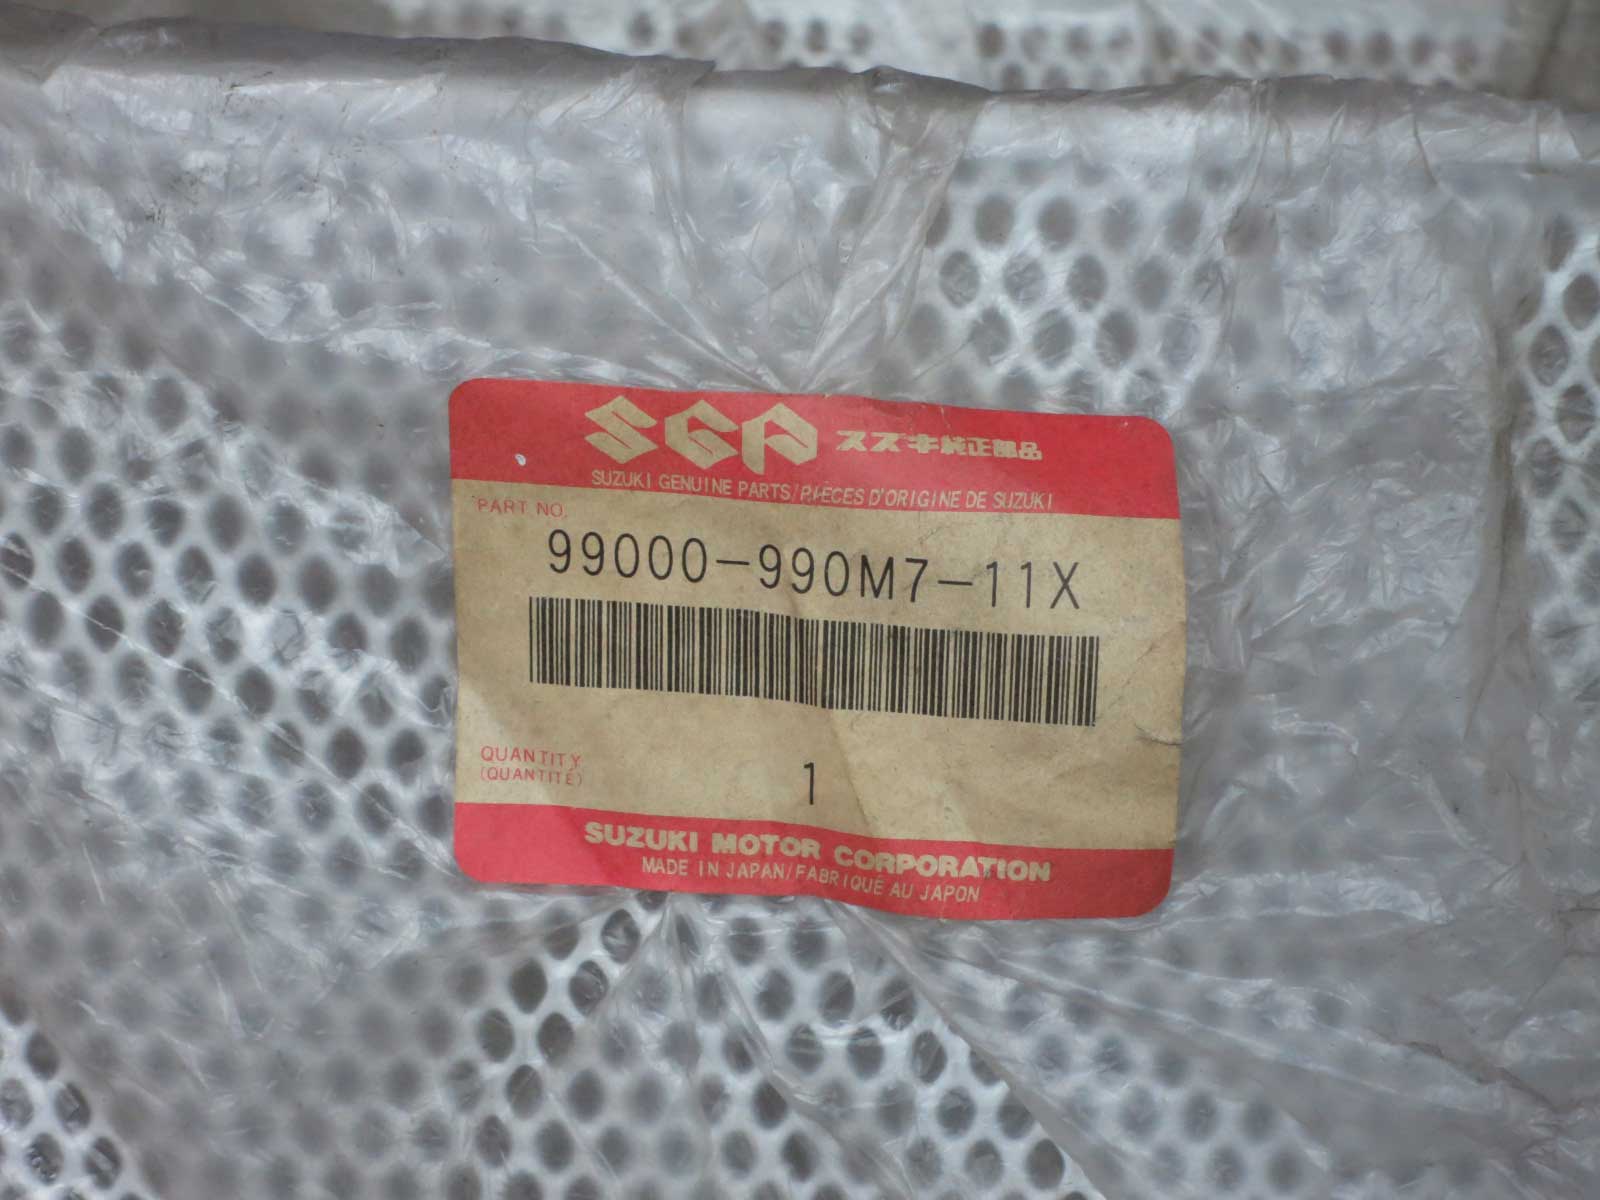 SGP スズキ純正部品
SUZUKI GENUINE PARTS/PIECES D'ORIGINE DE SUZUKI
PART NO.
99000-990M7-11X
QUANTITY
(QUANTITÉ)
1
SUZUKI MOTOR CORPORATION
MADE IN JAPAN/FABRIQUÉ AU JAPON